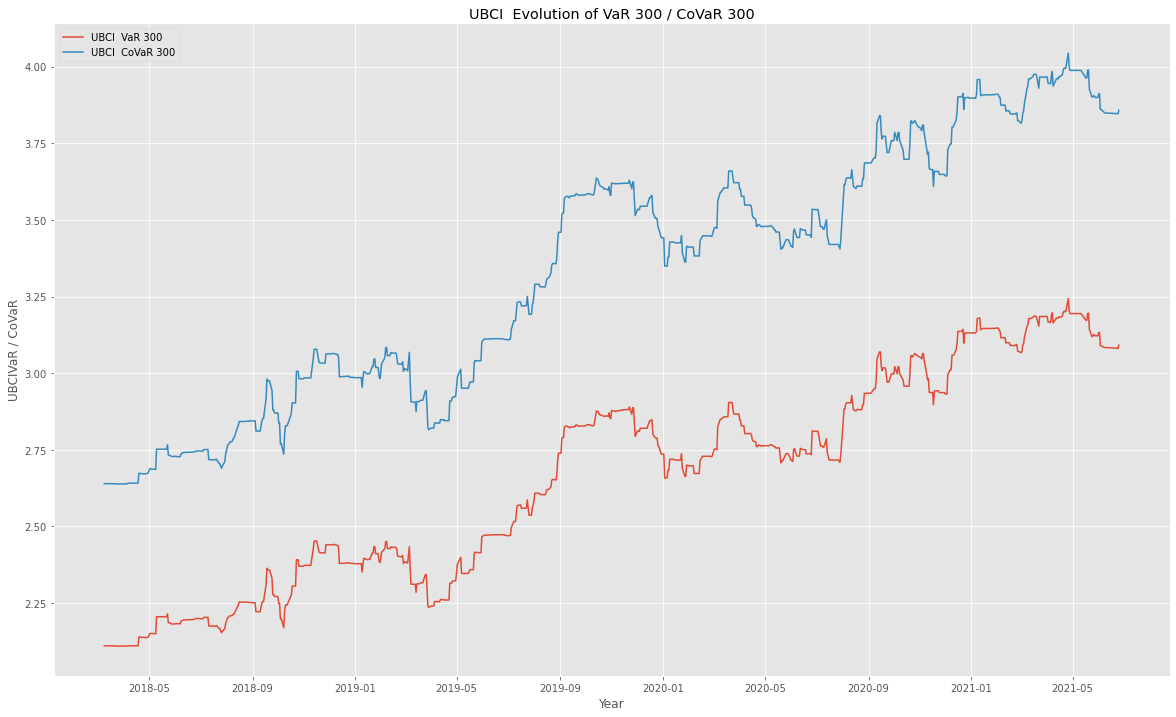 UBCI  Evolution of VaR 300 / CoVaR 300
UBCI  VaR 300
UBCI  CoVaR 300
4.00
3.75
3.50
3.25
3.00
2.75
2.50
2.25
UBCIVaR / CoVaR
2018-05 2018-09 2019-01 2019-05 2019-09 2020-01 2020-05 2020-09 2021-01 2021-05
Year